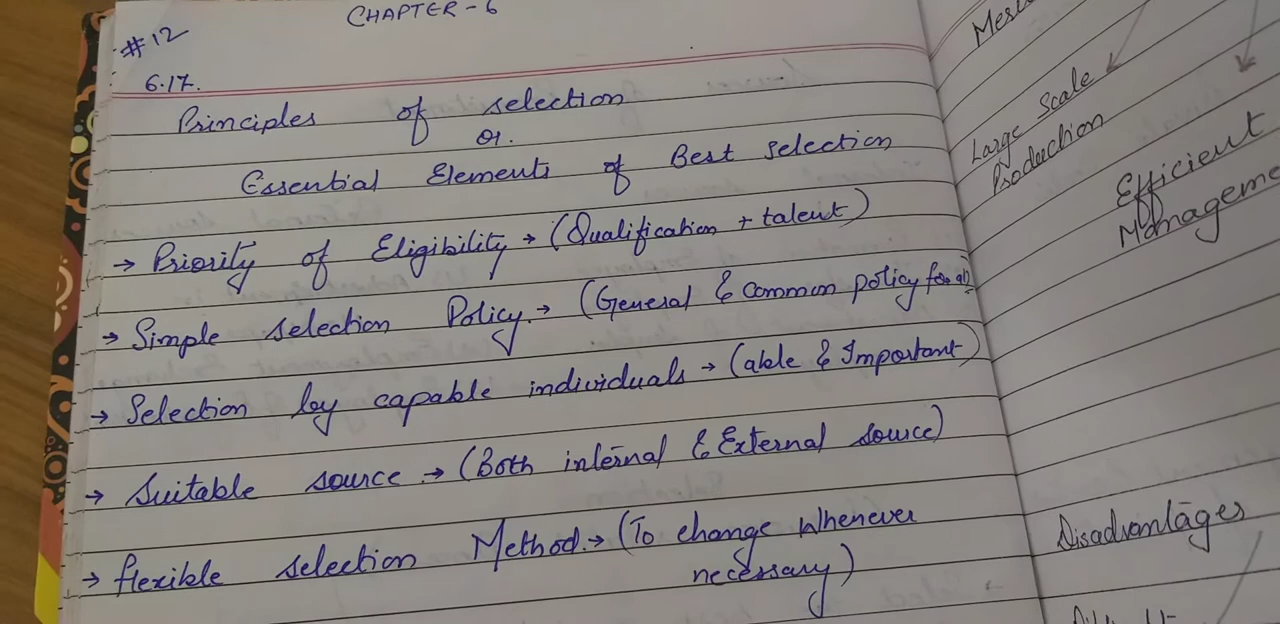 CHAPTER - 6
#12
6.17.
Principles of selection
or.
Essential Elements of Best selection
→ Priority of Eligibility → (Qualification + talent)
→ Simple selection Policy. → (General & common policy for all)
→ Selection by capable individuals → (able & Important)
→ Suitable source → (Both internal & External source)
→ flexible selection Method. → (To change Whenever
necessary)
Large Scale
Production
Efficient
Disadvantages